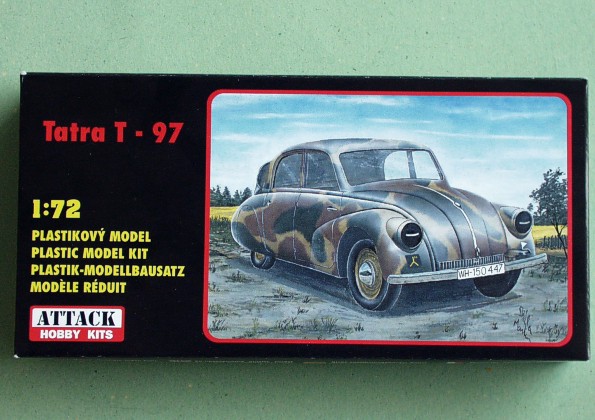 Tatra T - 97
1:72
PLASTIKOVÝ MODEL
PLASTIC MODEL KIT
PLASTIK-MODELLBAUSATZ
MODÈLE RÉDUIT
ATTACK
HOBBY KITS
WH-150 447